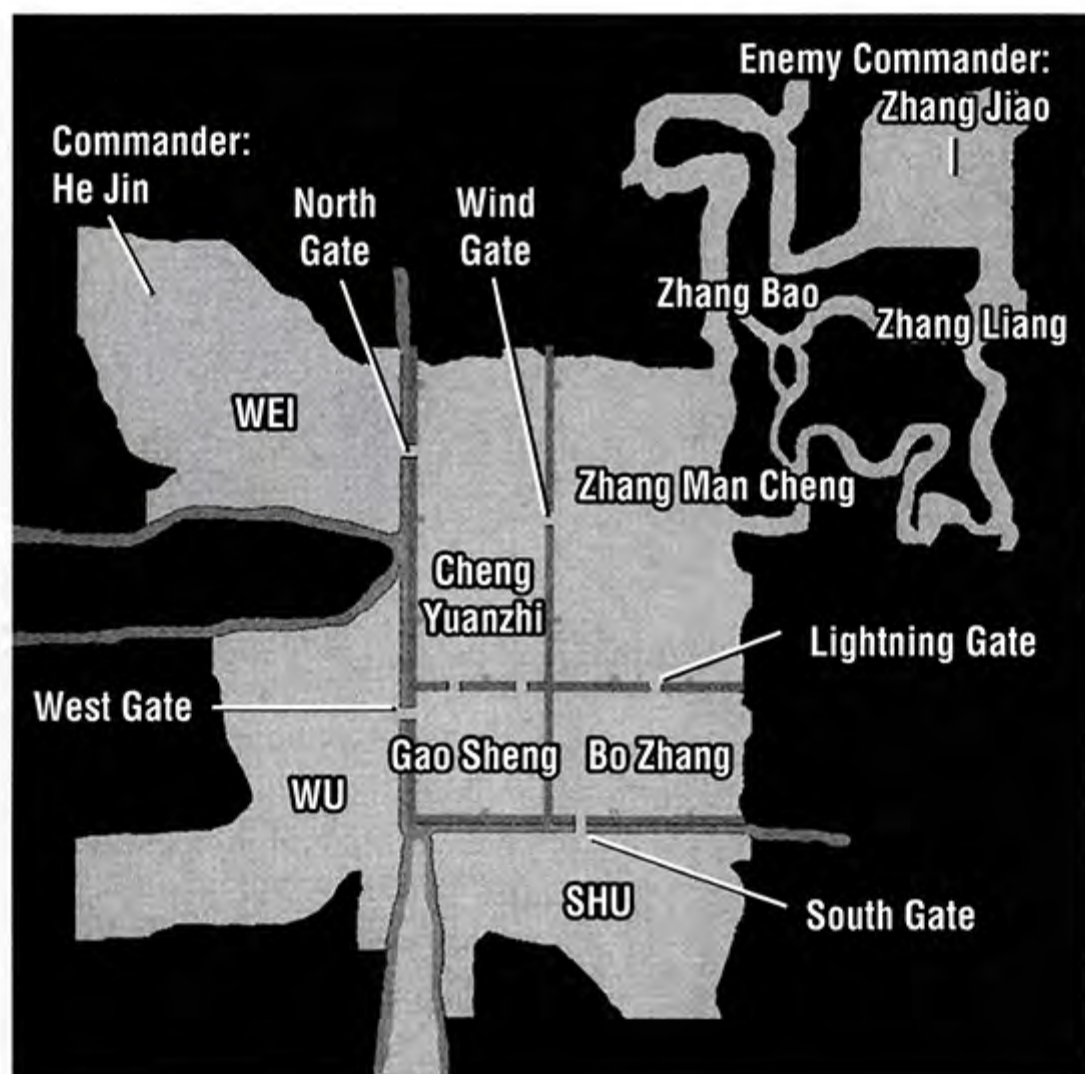 Enemy Commander:
Zhang Jiao
Commander:
He Jin
North
Gate
Wind
Gate
Zhang Bao
Zhang Liang
WEI
Zhang Man Cheng
Cheng
Yuanzhi
Lightning Gate
West Gate
Gao Sheng
Bo Zhang
WU
SHU
South Gate